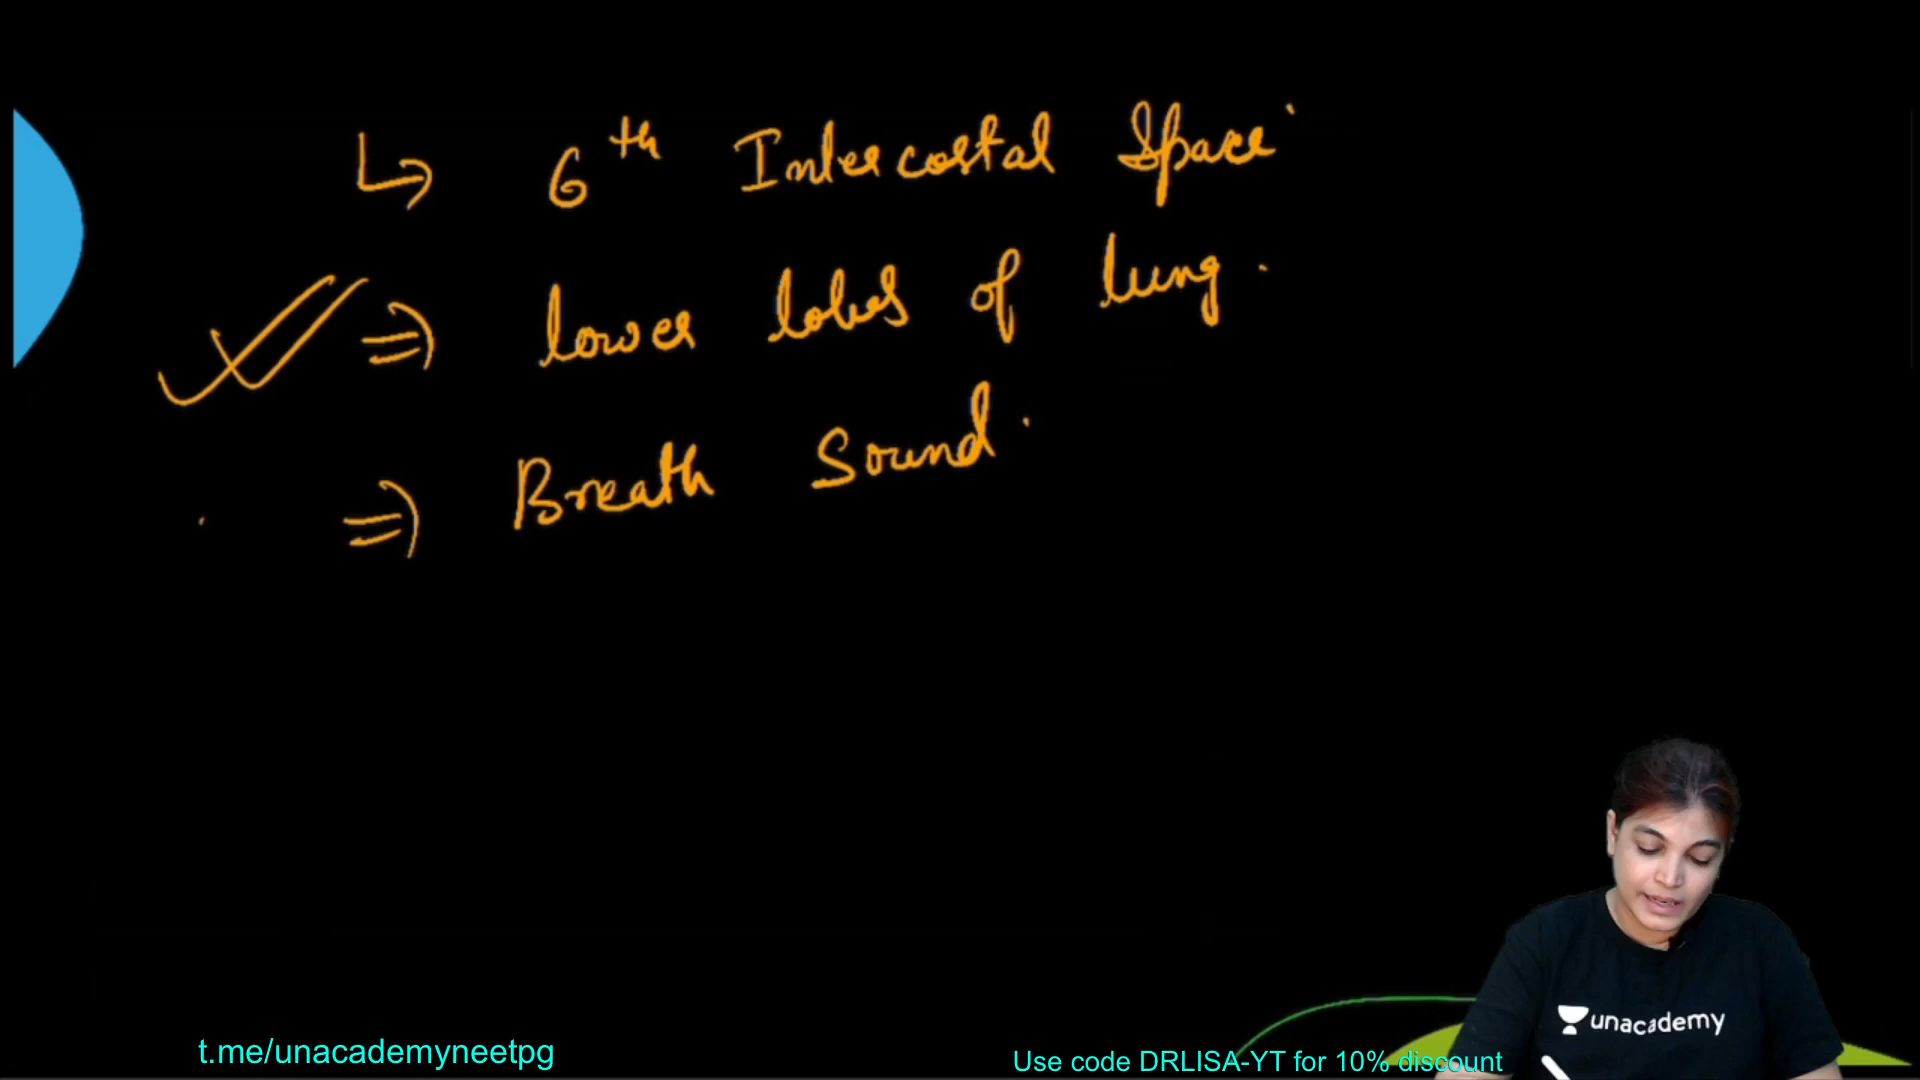 ↳ 6th Intercostal Space
⇒ lower lobes of lung.
⇒ Breath Sound.
unacademy
t.me/unacademyneetpg
Use code DRLISA-YT for 10% discount